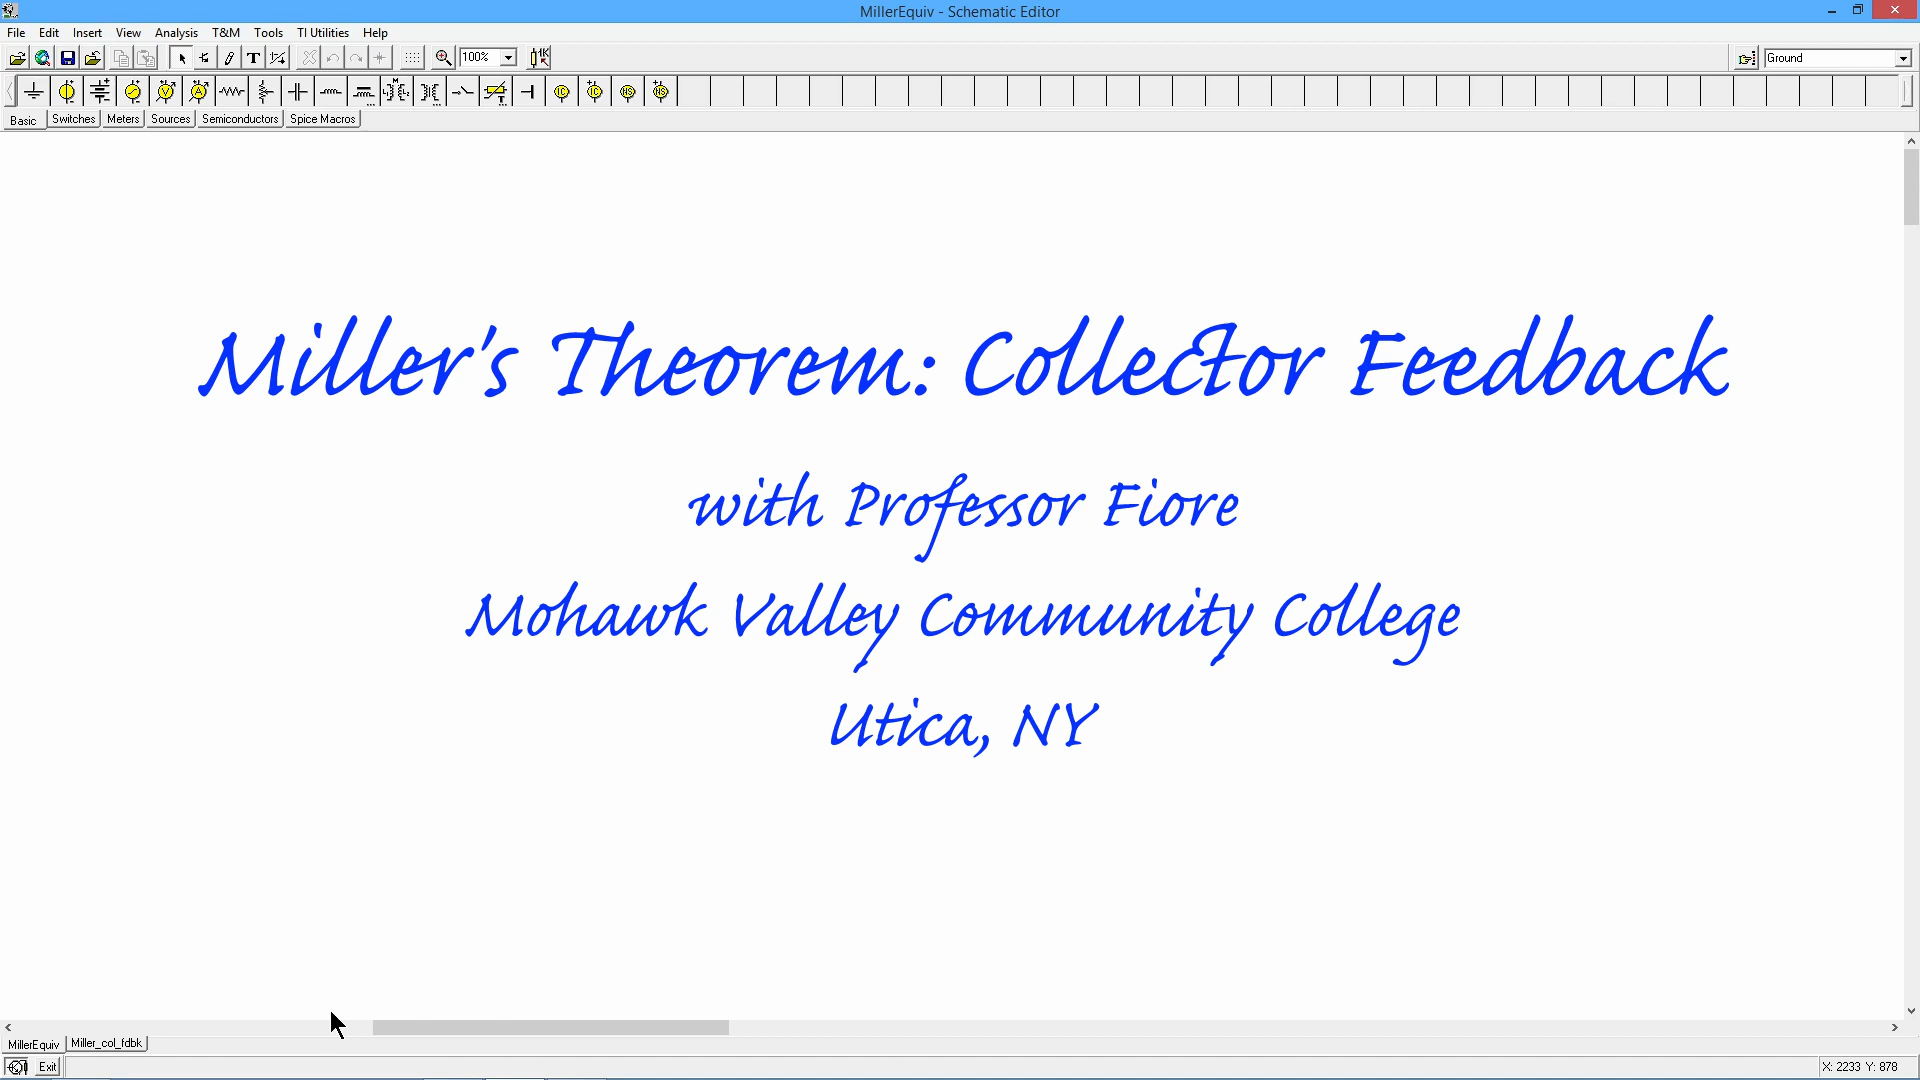 MillerEquiv - Schematic Editor
File Edit Insert View Analysis T&M Tools TI Utilities Help
100% 1K Ground
Basic Switches Meters Sources Semiconductors Spice Macros
Miller's Theorem: Collector Feedback
with Professor Fiore
Mohawk Valley Community College
Utica, NY
MillerEquiv Miller_col_fdbk
Exit X: 2233 Y: 878